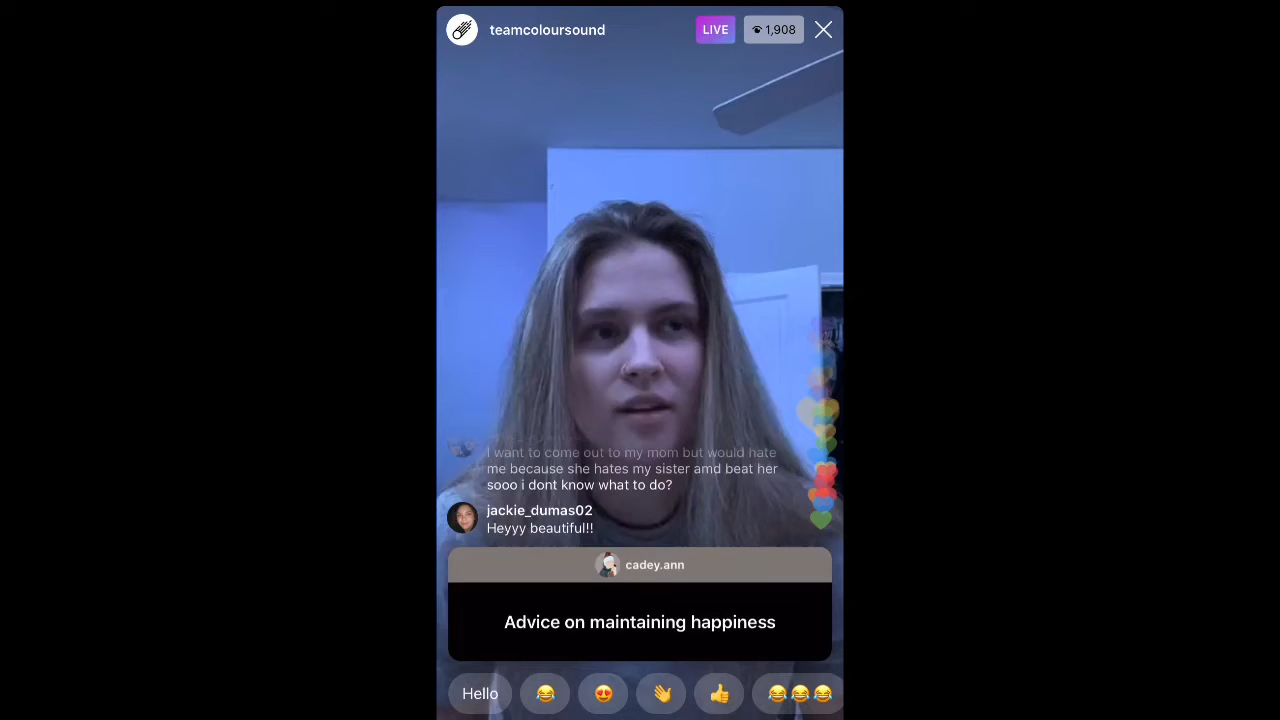 teamcoloursound
LIVE
1,908
I want to come out to my mom but would hate
me because she hates my sister amd beat her
sooo i dont know what to do?
jackie_dumas02
Heyyy beautiful!!
cadey.ann
Advice on maintaining happiness
Hello